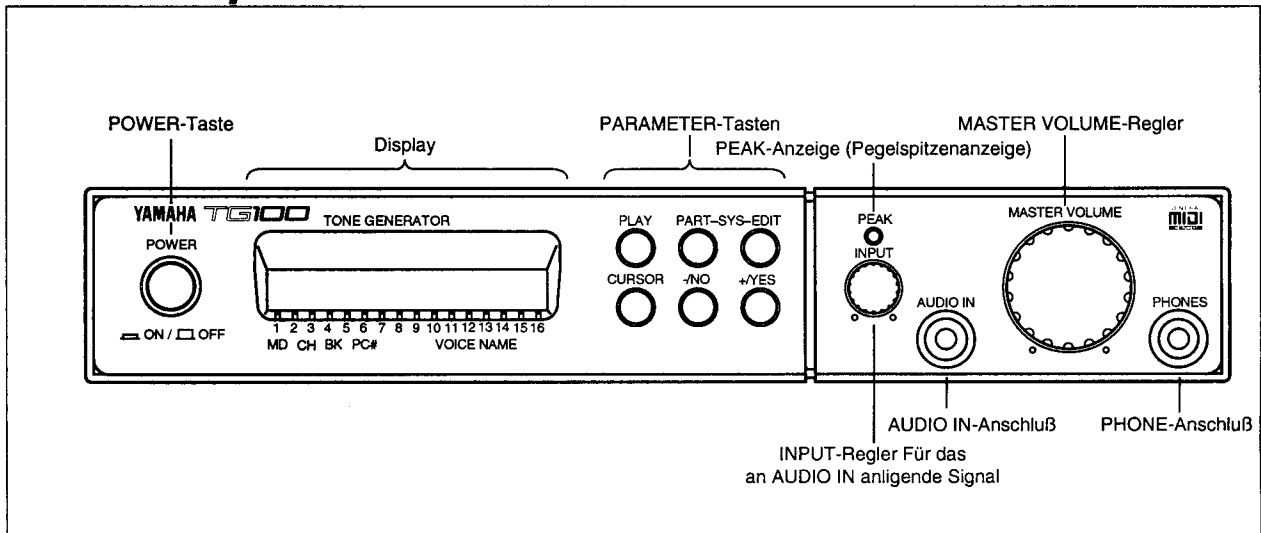 POWER-Taste
Display
PARAMETER-Tasten
MASTER VOLUME-Regler
PEAK-Anzeige (Pegelspitzenanzeige)
YAMAHA TG100
TONE GENERATOR
POWER
ON / OFF
1 2 3 4 5 6 7 8 9 10 11 12 13 14 15 16
MD CH BK PC# VOICE NAME
PLAY PART–SYS–EDIT
CURSOR -/NO +/YES
PEAK
INPUT
AUDIO IN
MASTER VOLUME
MIDI
PHONES
AUDIO IN-Anschluß
PHONE-Anschluß
INPUT-Regler Für das
an AUDIO IN anligende Signal